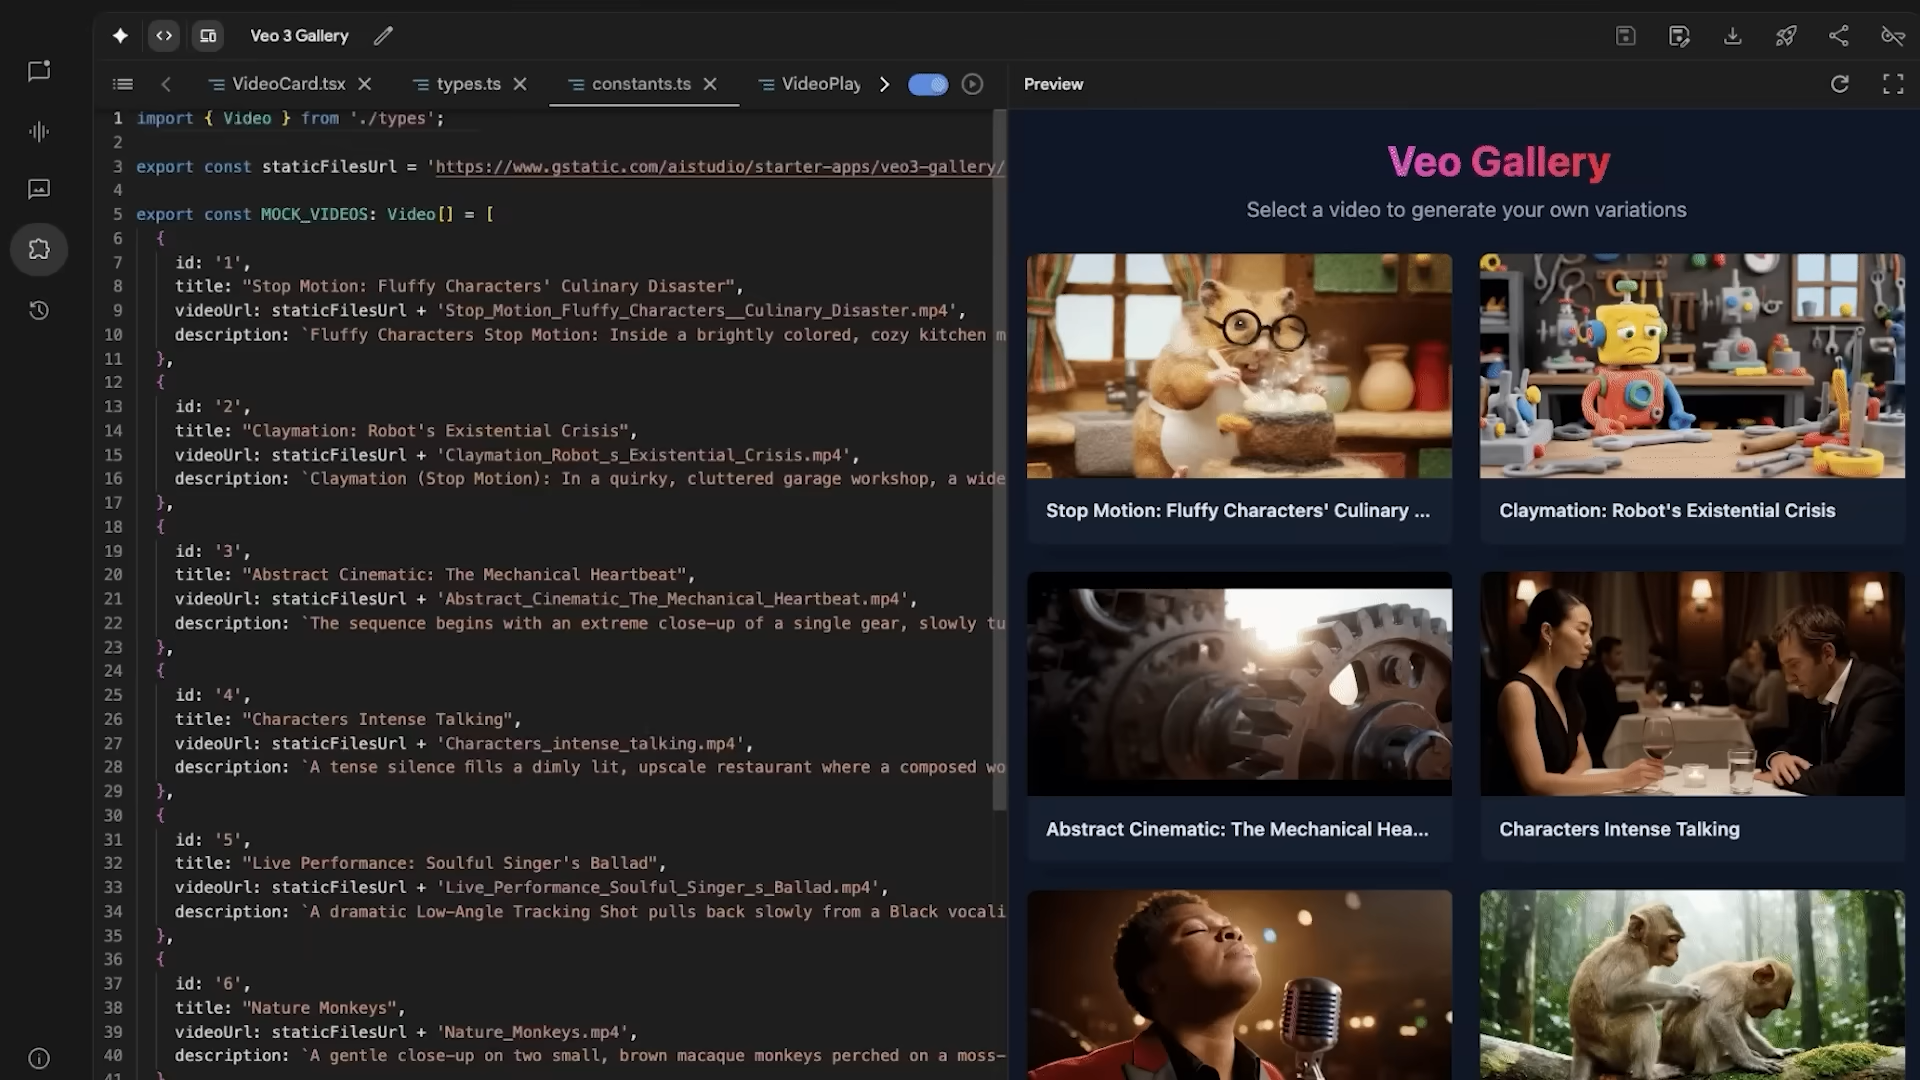 Veo 3 Gallery
VideoCard.tsx
types.ts
constants.ts
VideoPlay
Preview
1 import { Video } from './types';
2
3 export const staticFilesUrl = 'https://www.gstatic.com/aistudio/starter-apps/veo3-gallery/
4
5 export const MOCK_VIDEOS: Video[] = [
6 {
7 id: '1',
8 title: "Stop Motion: Fluffy Characters' Culinary Disaster",
9 videoUrl: staticFilesUrl + 'Stop_Motion_Fluffy_Characters__Culinary_Disaster.mp4',
10 description: `Fluffy Characters Stop Motion: Inside a brightly colored, cozy kitchen m
11 },
12 {
13 id: '2',
14 title: "Claymation: Robot's Existential Crisis",
15 videoUrl: staticFilesUrl + 'Claymation_Robot_s_Existential_Crisis.mp4',
16 description: `Claymation (Stop Motion): In a quirky, cluttered garage workshop, a wide
17 },
18 {
19 id: '3',
20 title: "Abstract Cinematic: The Mechanical Heartbeat",
21 videoUrl: staticFilesUrl + 'Abstract_Cinematic_The_Mechanical_Heartbeat.mp4',
22 description: `The sequence begins with an extreme close-up of a single gear, slowly tu
23 },
24 {
25 id: '4',
26 title: "Characters Intense Talking",
27 videoUrl: staticFilesUrl + 'Characters_intense_talking.mp4',
28 description: `A tense silence fills a dimly lit, upscale restaurant where a composed wo
29 },
30 {
31 id: '5',
32 title: "Live Performance: Soulful Singer's Ballad",
33 videoUrl: staticFilesUrl + 'Live_Performance_Soulful_Singer_s_Ballad.mp4',
34 description: `A dramatic Low-Angle Tracking Shot pulls back slowly from a Black vocali
35 },
36 {
37 id: '6',
38 title: "Nature Monkeys",
39 videoUrl: staticFilesUrl + 'Nature_Monkeys.mp4',
40 description: `A gentle close-up on two small, brown macaque monkeys perched on a moss-
41 }
Veo Gallery
Select a video to generate your own variations
Stop Motion: Fluffy Characters' Culinary ...
Claymation: Robot's Existential Crisis
Abstract Cinematic: The Mechanical Hea...
Characters Intense Talking